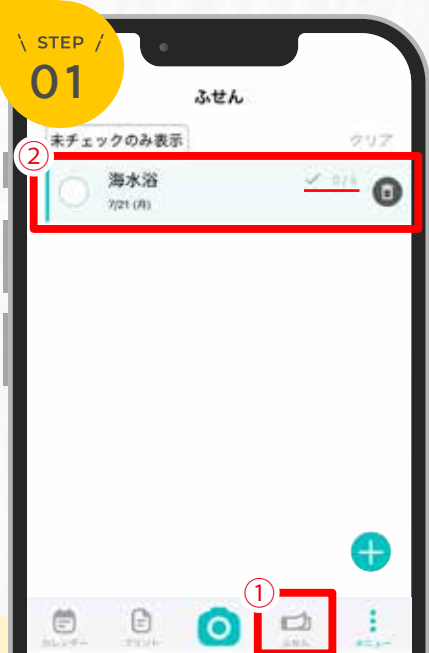 STEP
01
ふせん
未チェックのみ表示
クリア
②
海水浴
7/21 (月)
①
カレンダー
プリント
ふせん
メニュー